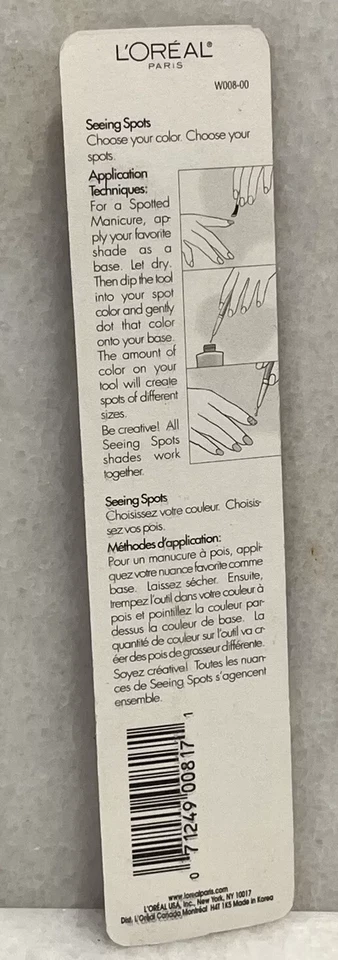 L'ORÉAL®
PARIS
W008-00
Seeing Spots
Choose your color. Choose your
spots.
Application
Techniques:
For a Spotted
Manicure, ap-
ply your favorite
shade as a
base. Let dry.
Then dip the tool
into your spot
color and gently
dot that color
onto your base.
The amount of
color on your
tool will create
spots of different
sizes.
Be creative! All
Seeing Spots
shades work
together.
Seeing Spots
Choisissez votre couleur. Choisis-
sez vos pois.
Méthodes d'application:
Pour un manucure à pois, appli-
quez votre nuance favorite comme
base. Laissez sécher. Ensuite,
trempez l'outil dans votre couleur à
pois et pointillez la couleur par-
dessus la couleur de base. La
quantité de couleur sur l'outil va cr-
éer des pois de grosseur différente.
Soyez créative! Toutes les nuan-
ces de Seeing Spots s'agencent
ensemble.
0 71249 00817 1
www.lorealparis.com
L'ORÉAL USA, Inc., New York, NY 10017
Dist. L'Oréal Canada Montréal H4T 1K5 Made in Korea